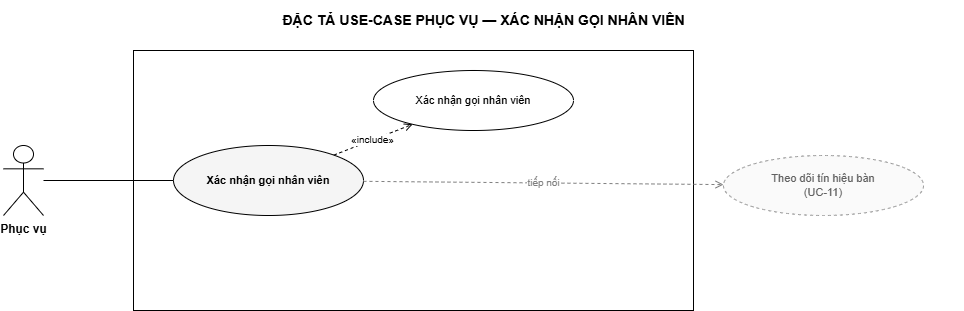 ĐẶC TẢ USE-CASE PHỤC VỤ — XÁC NHẬN GỌI NHÂN VIÊN
Xác nhận gọi nhân viên
«include»
Xác nhận gọi nhân viên
tiếp nối
Theo dõi tín hiệu bàn
(UC-11)
Phục vụ